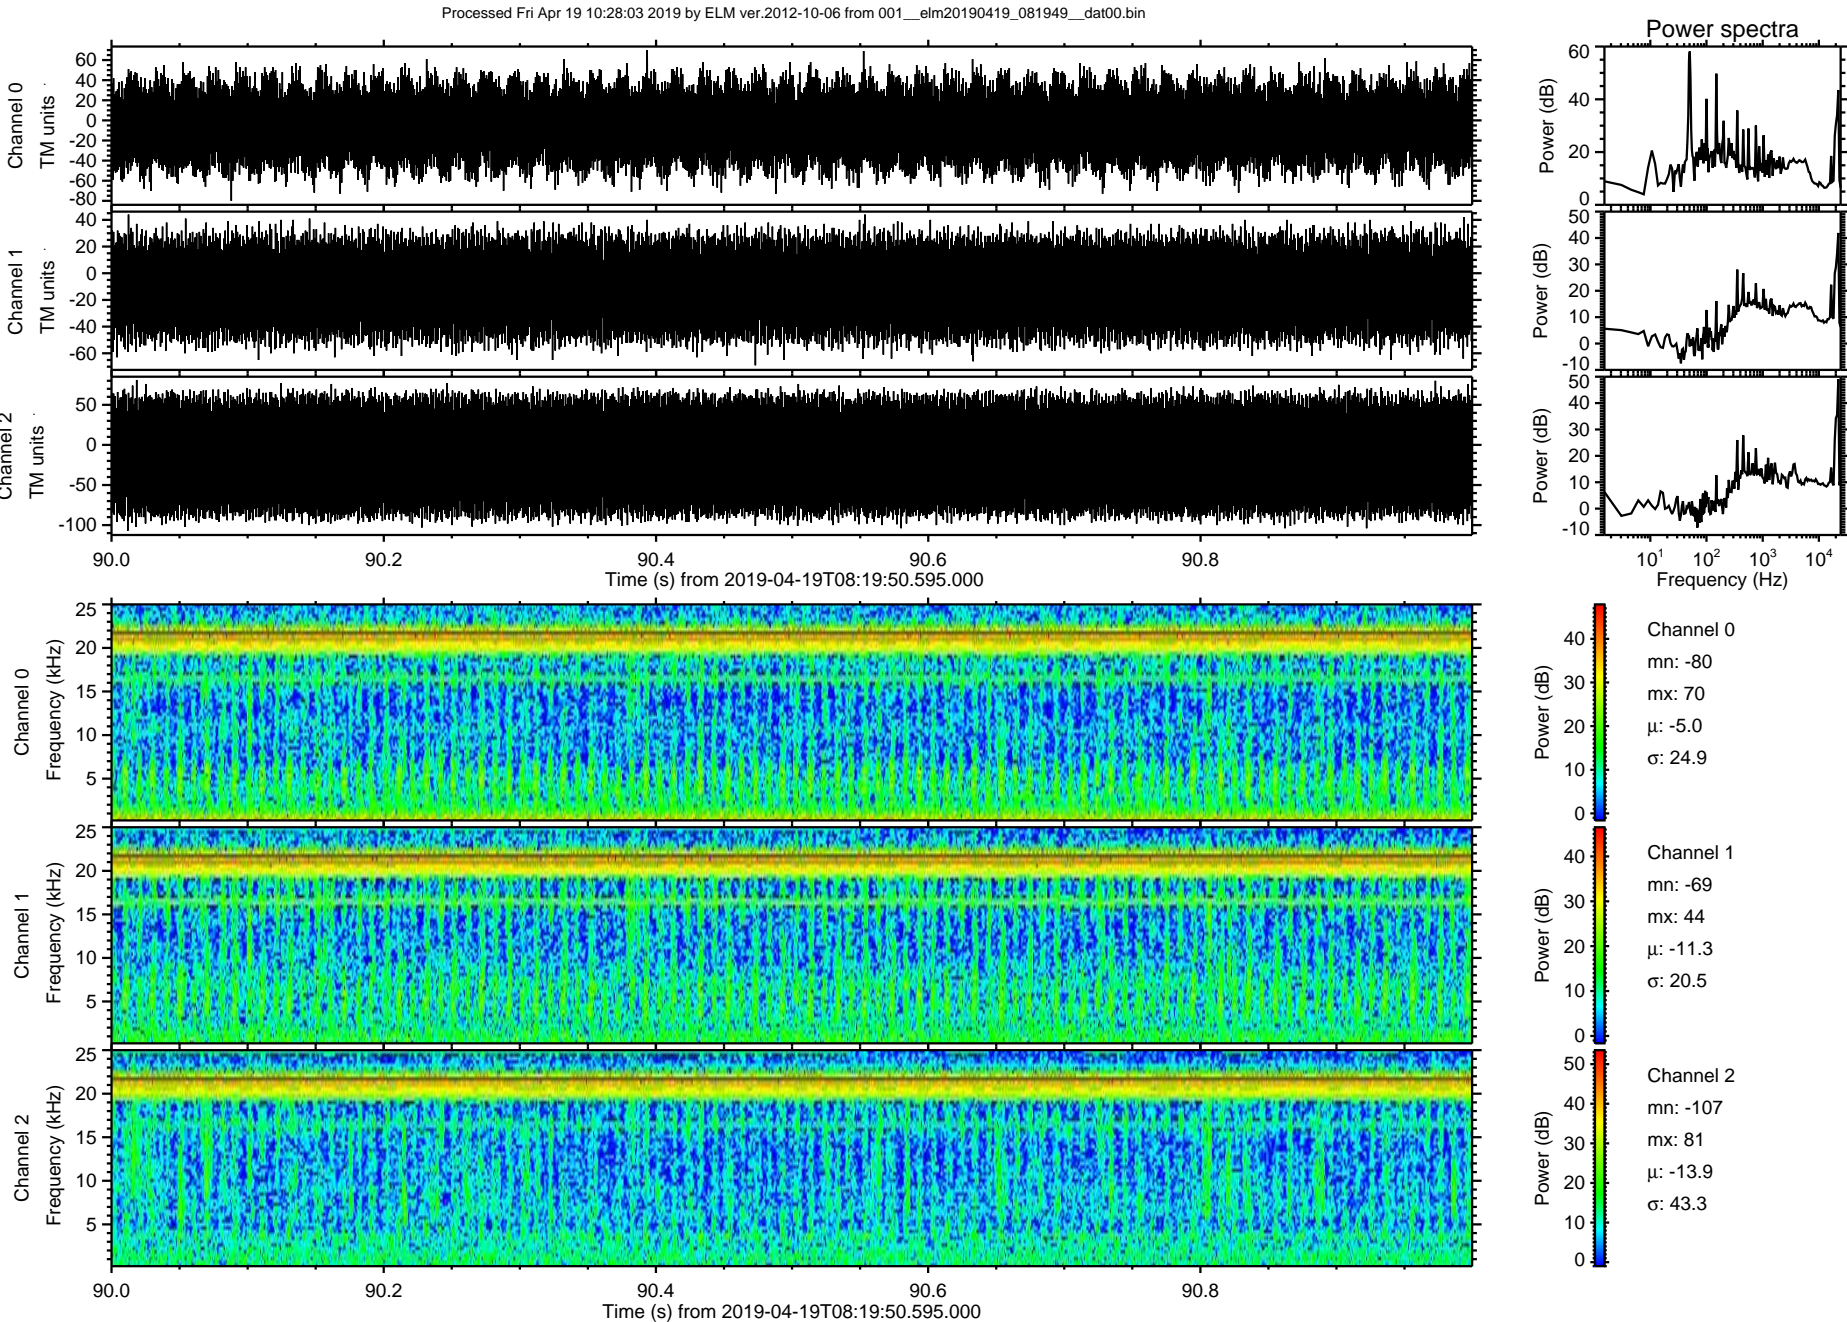 Processed Fri Apr 19 10:28:03 2019 by ELM ver.2012-10-06 from 001__elm20190419_081949__dat00.bin
Power spectra
Channel 0
TM units
60
40
20
0
-20
-40
-60
-80
Power (dB)
60
40
20
0
Channel 1
TM units
40
20
0
-20
-40
-60
Power (dB)
50
40
30
20
10
0
-10
Channel 2
TM units
50
0
-50
-100
Power (dB)
50
40
30
20
10
0
-10
90.0 90.2 90.4 90.6 90.8
Time (s) from 2019-04-19T08:19:50.595.000
10¹ 10² 10³ 10⁴
Frequency (Hz)
Channel 0
Frequency (kHz)
25
20
15
10
5
Power (dB)
40
30
20
10
0
Channel 0
mn: -80
mx: 70
μ: -5.0
σ: 24.9
Channel 1
Frequency (kHz)
25
20
15
10
5
Power (dB)
40
30
20
10
0
Channel 1
mn: -69
mx: 44
μ: -11.3
σ: 20.5
Channel 2
Frequency (kHz)
25
20
15
10
5
Power (dB)
50
40
30
20
10
0
Channel 2
mn: -107
mx: 81
μ: -13.9
σ: 43.3
90.0 90.2 90.4 90.6 90.8
Time (s) from 2019-04-19T08:19:50.595.000